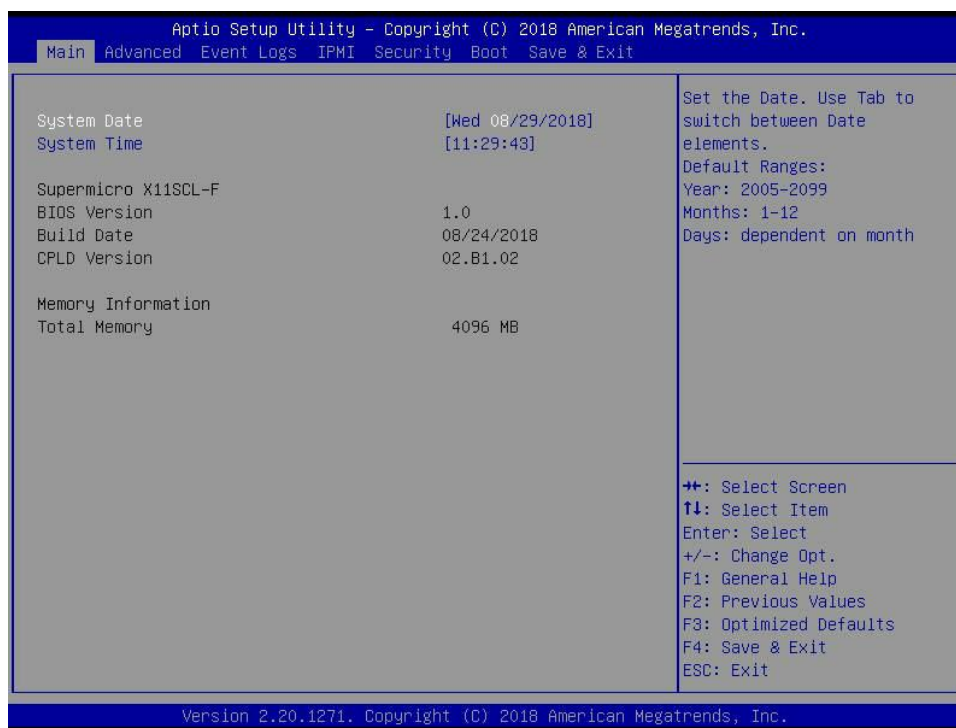 Aptio Setup Utility – Copyright (C) 2018 American Megatrends, Inc.
Main Advanced Event Logs IPMI Security Boot Save & Exit
System Date [Wed 08/29/2018]
System Time [11:29:43]
Supermicro X11SCL-F
BIOS Version 1.0
Build Date 08/24/2018
CPLD Version 02.B1.02
Memory Information
Total Memory 4096 MB
Set the Date. Use Tab to
switch between Date
elements.
Default Ranges:
Year: 2005-2099
Months: 1-12
Days: dependent on month
→←: Select Screen
↑↓: Select Item
Enter: Select
+/-: Change Opt.
F1: General Help
F2: Previous Values
F3: Optimized Defaults
F4: Save & Exit
ESC: Exit
Version 2.20.1271. Copyright (C) 2018 American Megatrends, Inc.